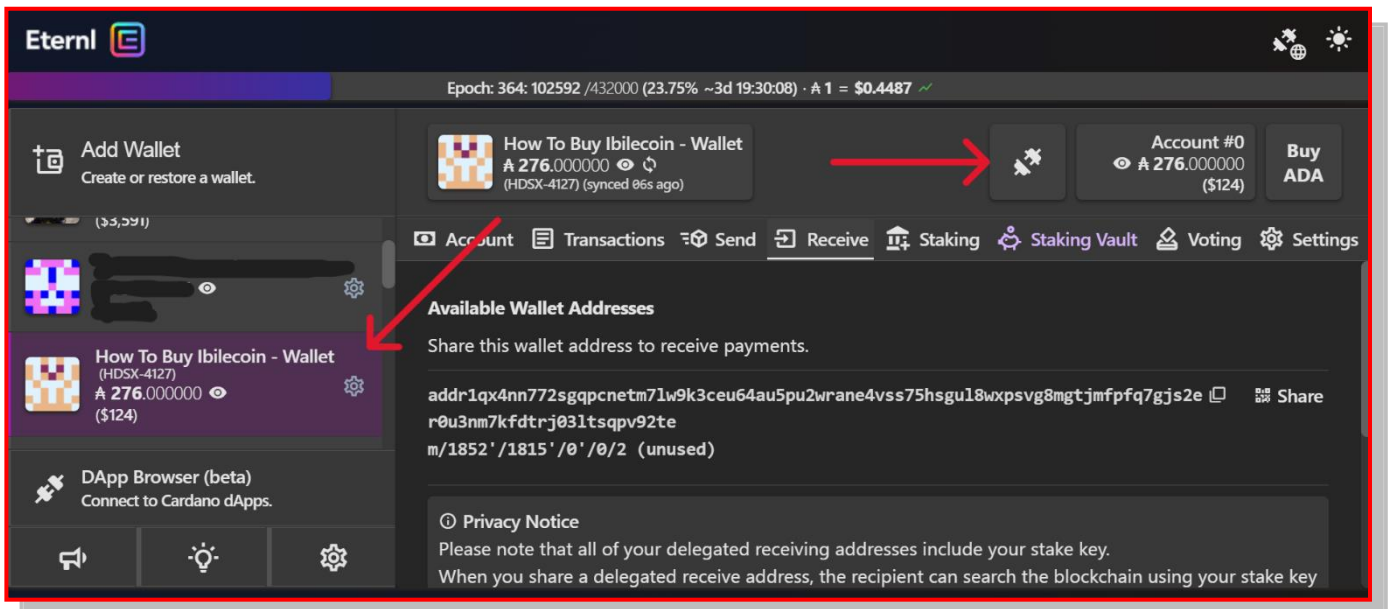 Eternl
Epoch: 364: 102592 /432000 (23.75% ~3d 19:30:08) · ₳ 1 = $0.4487
Add Wallet
Create or restore a wallet.
($3,591)
How To Buy Ibilecoin - Wallet
(HDSX-4127)
₳ 276.000000
($124)
DApp Browser (beta)
Connect to Cardano dApps.
How To Buy Ibilecoin - Wallet
₳ 276.000000
(HDSX-4127) (synced 06s ago)
Account #0
₳ 276.000000
($124)
Buy
ADA
Account Transactions Send Receive Staking Staking Vault Voting Settings
Available Wallet Addresses
Share this wallet address to receive payments.
addr1qx4nn772sgqpcnetm7lw9k3ceu64au5pu2wrane4vss75hsgul8wxpsvg8mgtjmfpfq7gjs2e Share
r0u3nm7kfdtrj03ltsqpv92te
m/1852'/1815'/0'/0/2 (unused)
Privacy Notice
Please note that all of your delegated receiving addresses include your stake key.
When you share a delegated receive address, the recipient can search the blockchain using your stake key